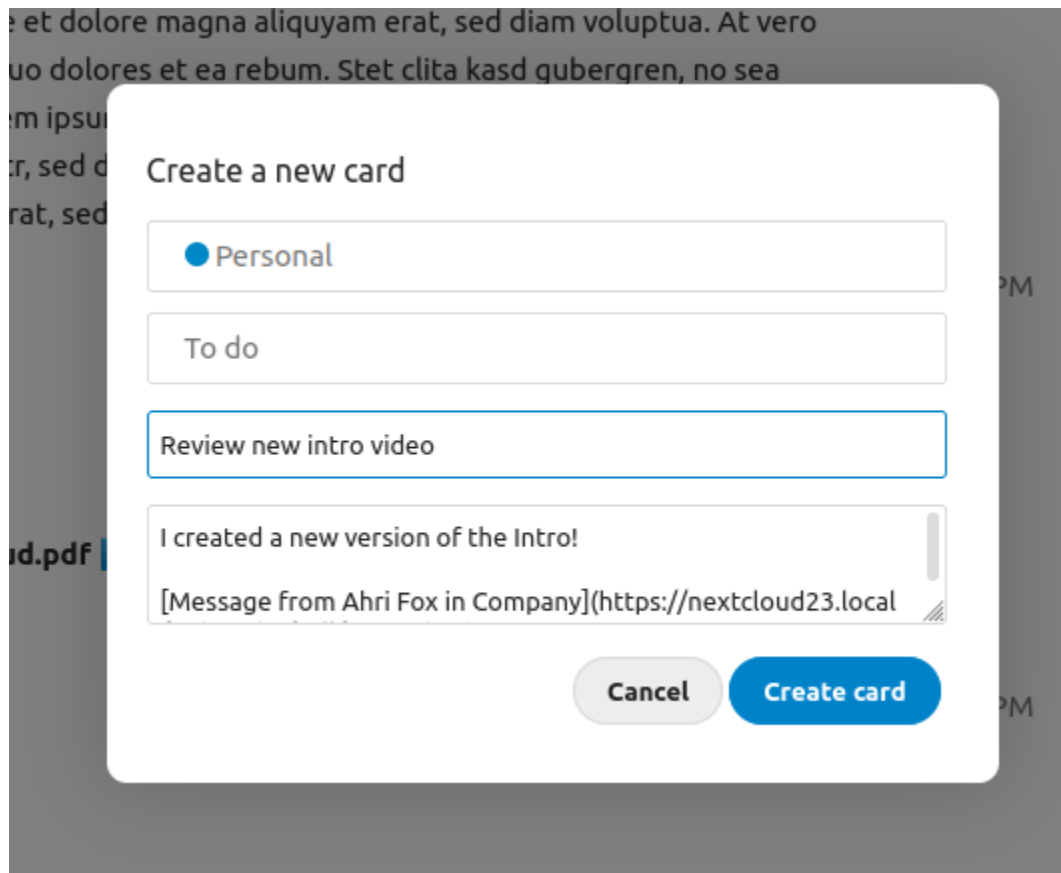 e et dolore magna aliquyam erat, sed diam voluptua. At vero
uo dolores et ea rebum. Stet clita kasd gubergren, no sea
em ipsu
tr, sed d
rat, sed
Create a new card
Personal
PM
To do
Review new intro video
I created a new version of the Intro!
ud.pdf
[Message from Ahri Fox in Company](https://nextcloud23.local
Cancel
Create card
PM